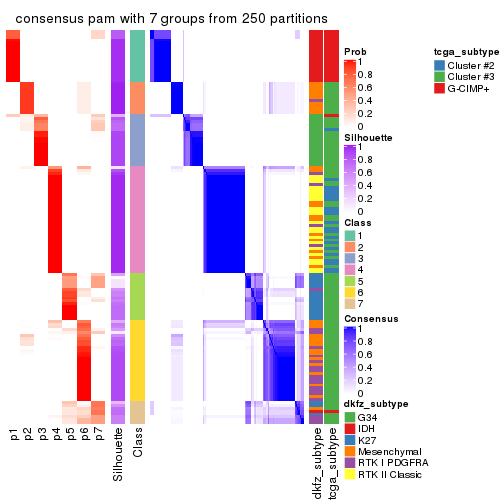 consensus pam with 7 groups from 250 partitions
Prob
1
0.8
0.6
0.4
0.2
0
Silhouette
1
0.8
0.6
0.4
0.2
0
Class
1
2
3
4
5
6
7
Consensus
1
0.8
0.6
0.4
0.2
0
dkfz_subtype
G34
IDH
K27
Mesenchymal
RTK I PDGFRA
RTK II Classic
tcga_subtype
Cluster #2
Cluster #3
G-CIMP+
p1
p2
p3
p4
p5
p6
p7
Silhouette
Class
dkfz_subtype
tcga_subtype